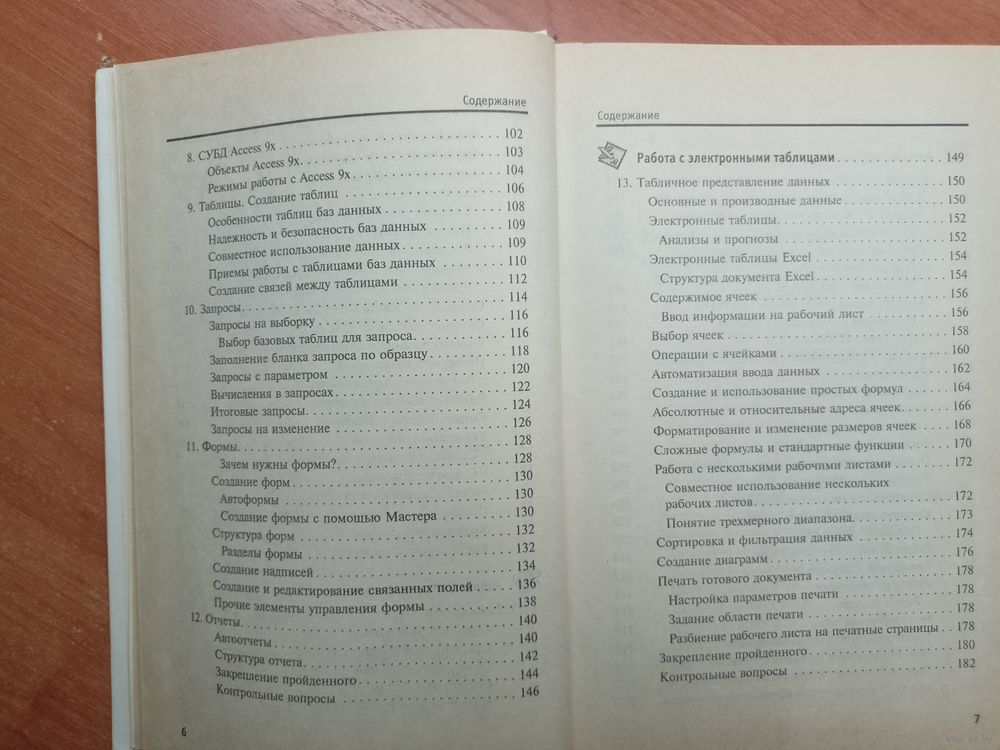 Содержание
8. СУБД Access 9x . . . . . . . . . . . . . . . . . . . . 102
Объекты Access 9x. . . . . . . . . . . . . . . . . . . . 103
Режимы работы с Access 9x . . . . . . . . . . . . . . . 104
9. Таблицы. Создание таблиц . . . . . . . . . . . . . . . 106
Особенности таблиц баз данных . . . . . . . . . . . . . 108
Надежность и безопасность баз данных . . . . . . . . . 109
Совместное использование данных . . . . . . . . . . . . 109
Приемы работы с таблицами баз данных . . . . . . . . . 110
Создание связей между таблицами . . . . . . . . . . . . 112
10. Запросы. . . . . . . . . . . . . . . . . . . . . . . 114
Запросы на выборку . . . . . . . . . . . . . . . . . . 116
Выбор базовых таблиц для запроса. . . . . . . . . . . . 116
Заполнение бланка запроса по образцу . . . . . . . . . 118
Запросы с параметром . . . . . . . . . . . . . . . . . 120
Вычисления в запросах . . . . . . . . . . . . . . . . . 122
Итоговые запросы. . . . . . . . . . . . . . . . . . . . 124
Запросы на изменение . . . . . . . . . . . . . . . . . 126
11. Формы. . . . . . . . . . . . . . . . . . . . . . . . 128
Зачем нужны формы? . . . . . . . . . . . . . . . . . . 128
Создание форм . . . . . . . . . . . . . . . . . . . . . 130
Автоформы . . . . . . . . . . . . . . . . . . . . . . . 130
Создание формы с помощью Мастера . . . . . . . . . . . 130
Структура форм . . . . . . . . . . . . . . . . . . . . 132
Разделы формы . . . . . . . . . . . . . . . . . . . . . 132
Создание надписей . . . . . . . . . . . . . . . . . . . 134
Создание и редактирование связанных полей . . . . . . . 136
Прочие элементы управления формы . . . . . . . . . . . 138
12. Отчеты. . . . . . . . . . . . . . . . . . . . . . . 140
Автоотчеты . . . . . . . . . . . . . . . . . . . . . . 140
Структура отчета. . . . . . . . . . . . . . . . . . . . 142
Закрепление пройденного . . . . . . . . . . . . . . . . 144
Контрольные вопросы . . . . . . . . . . . . . . . . . . 146
6
Содержание
Работа с электронными таблицами . . . . . . . . . . . . 149
13. Табличное представление данных . . . . . . . . . . . 150
Основные и производные данные . . . . . . . . . . . . . 150
Электронные таблицы. . . . . . . . . . . . . . . . . . 152
Анализы и прогнозы . . . . . . . . . . . . . . . . . . 152
Электронные таблицы Excel . . . . . . . . . . . . . . . 154
Структура документа Excel . . . . . . . . . . . . . . . 154
Содержимое ячеек . . . . . . . . . . . . . . . . . . . 156
Ввод информации на рабочий лист . . . . . . . . . . . . 156
Выбор ячеек . . . . . . . . . . . . . . . . . . . . . . 158
Операции с ячейками . . . . . . . . . . . . . . . . . . 160
Автоматизация ввода данных . . . . . . . . . . . . . . 162
Создание и использование простых формул . . . . . . . . 164
Абсолютные и относительные адреса ячеек. . . . . . . . 166
Форматирование и изменение размеров ячеек . . . . . . . 168
Сложные формулы и стандартные функции . . . . . . . . . 170
Работа с несколькими рабочими листами . . . . . . . . . 172
Совместное использование нескольких
рабочих листов. . . . . . . . . . . . . . . . . . . . . 172
Понятие трехмерного диапазона. . . . . . . . . . . . . 173
Сортировка и фильтрация данных . . . . . . . . . . . . 174
Создание диаграмм . . . . . . . . . . . . . . . . . . . 176
Печать готового документа . . . . . . . . . . . . . . . 178
Настройка параметров печати . . . . . . . . . . . . . . 178
Задание области печати . . . . . . . . . . . . . . . . 178
Разбиение рабочего листа на печатные страницы . . 178
Закрепление пройденного . . . . . . . . . . . . . . . . 180
Контрольные вопросы . . . . . . . . . . . . . . . . . . 182
7